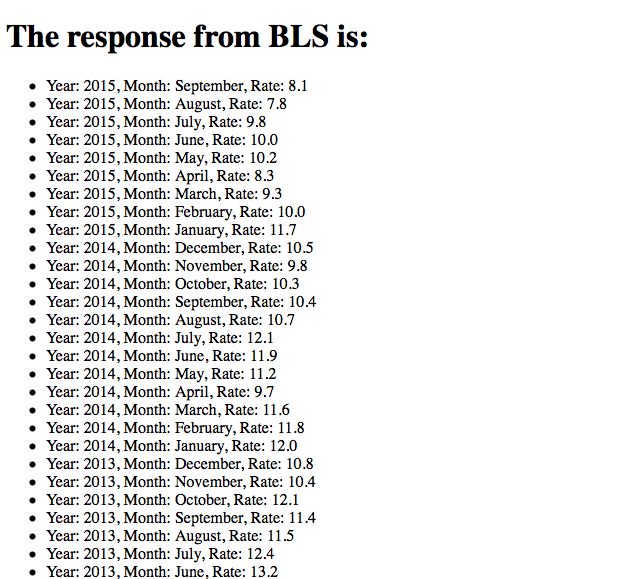 The response from BLS is:
Year: 2015, Month: September, Rate: 8.1
Year: 2015, Month: August, Rate: 7.8
Year: 2015, Month: July, Rate: 9.8
Year: 2015, Month: June, Rate: 10.0
Year: 2015, Month: May, Rate: 10.2
Year: 2015, Month: April, Rate: 8.3
Year: 2015, Month: March, Rate: 9.3
Year: 2015, Month: February, Rate: 10.0
Year: 2015, Month: January, Rate: 11.7
Year: 2014, Month: December, Rate: 10.5
Year: 2014, Month: November, Rate: 9.8
Year: 2014, Month: October, Rate: 10.3
Year: 2014, Month: September, Rate: 10.4
Year: 2014, Month: August, Rate: 10.7
Year: 2014, Month: July, Rate: 12.1
Year: 2014, Month: June, Rate: 11.9
Year: 2014, Month: May, Rate: 11.2
Year: 2014, Month: April, Rate: 9.7
Year: 2014, Month: March, Rate: 11.6
Year: 2014, Month: February, Rate: 11.8
Year: 2014, Month: January, Rate: 12.0
Year: 2013, Month: December, Rate: 10.8
Year: 2013, Month: November, Rate: 10.4
Year: 2013, Month: October, Rate: 12.1
Year: 2013, Month: September, Rate: 11.4
Year: 2013, Month: August, Rate: 11.5
Year: 2013, Month: July, Rate: 12.4
Year: 2013, Month: June, Rate: 13.2